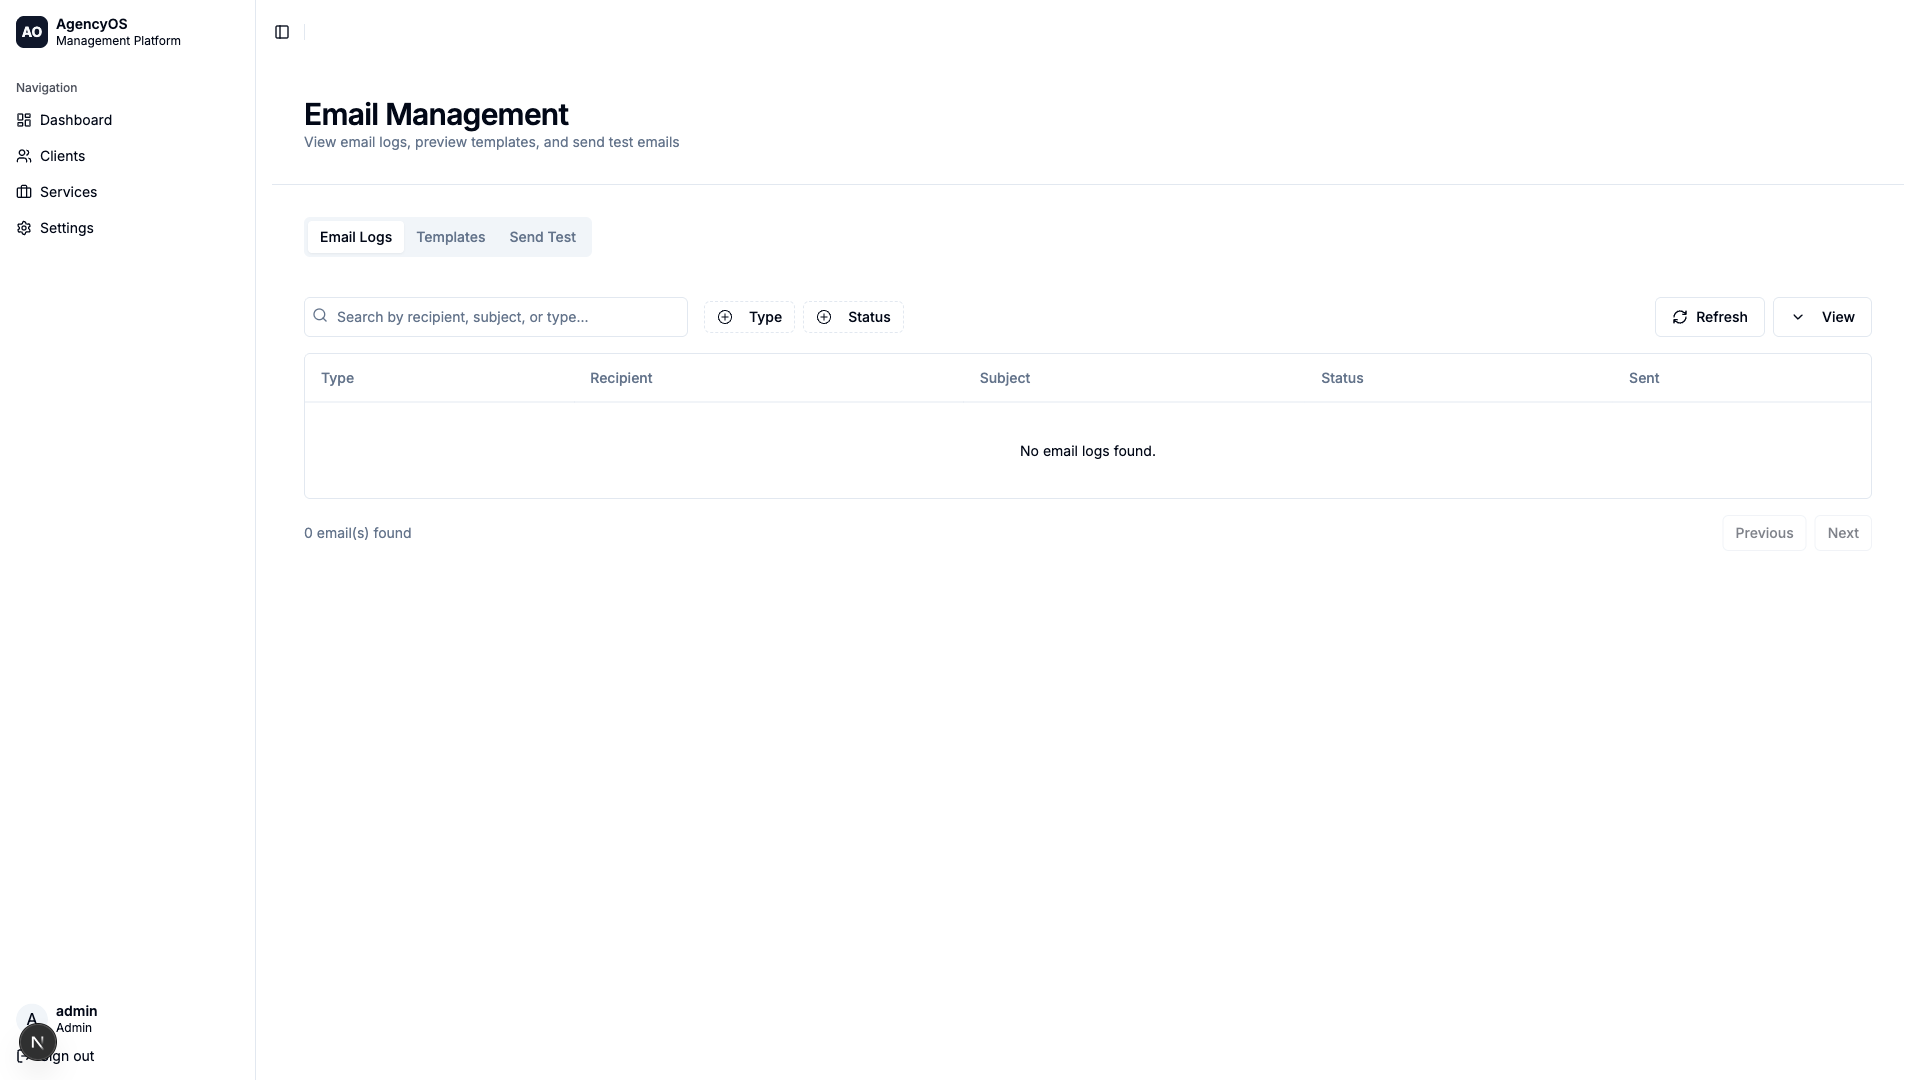 AO
AgencyOS
Management Platform
Navigation
Dashboard
Clients
Services
Settings
Email Management
View email logs, preview templates, and send test emails
Email Logs Templates Send Test
Search by recipient, subject, or type...
Type
Status
Refresh
View
Type Recipient Subject Status Sent
No email logs found.
0 email(s) found
Previous
Next
A
admin
Admin
N
ign out